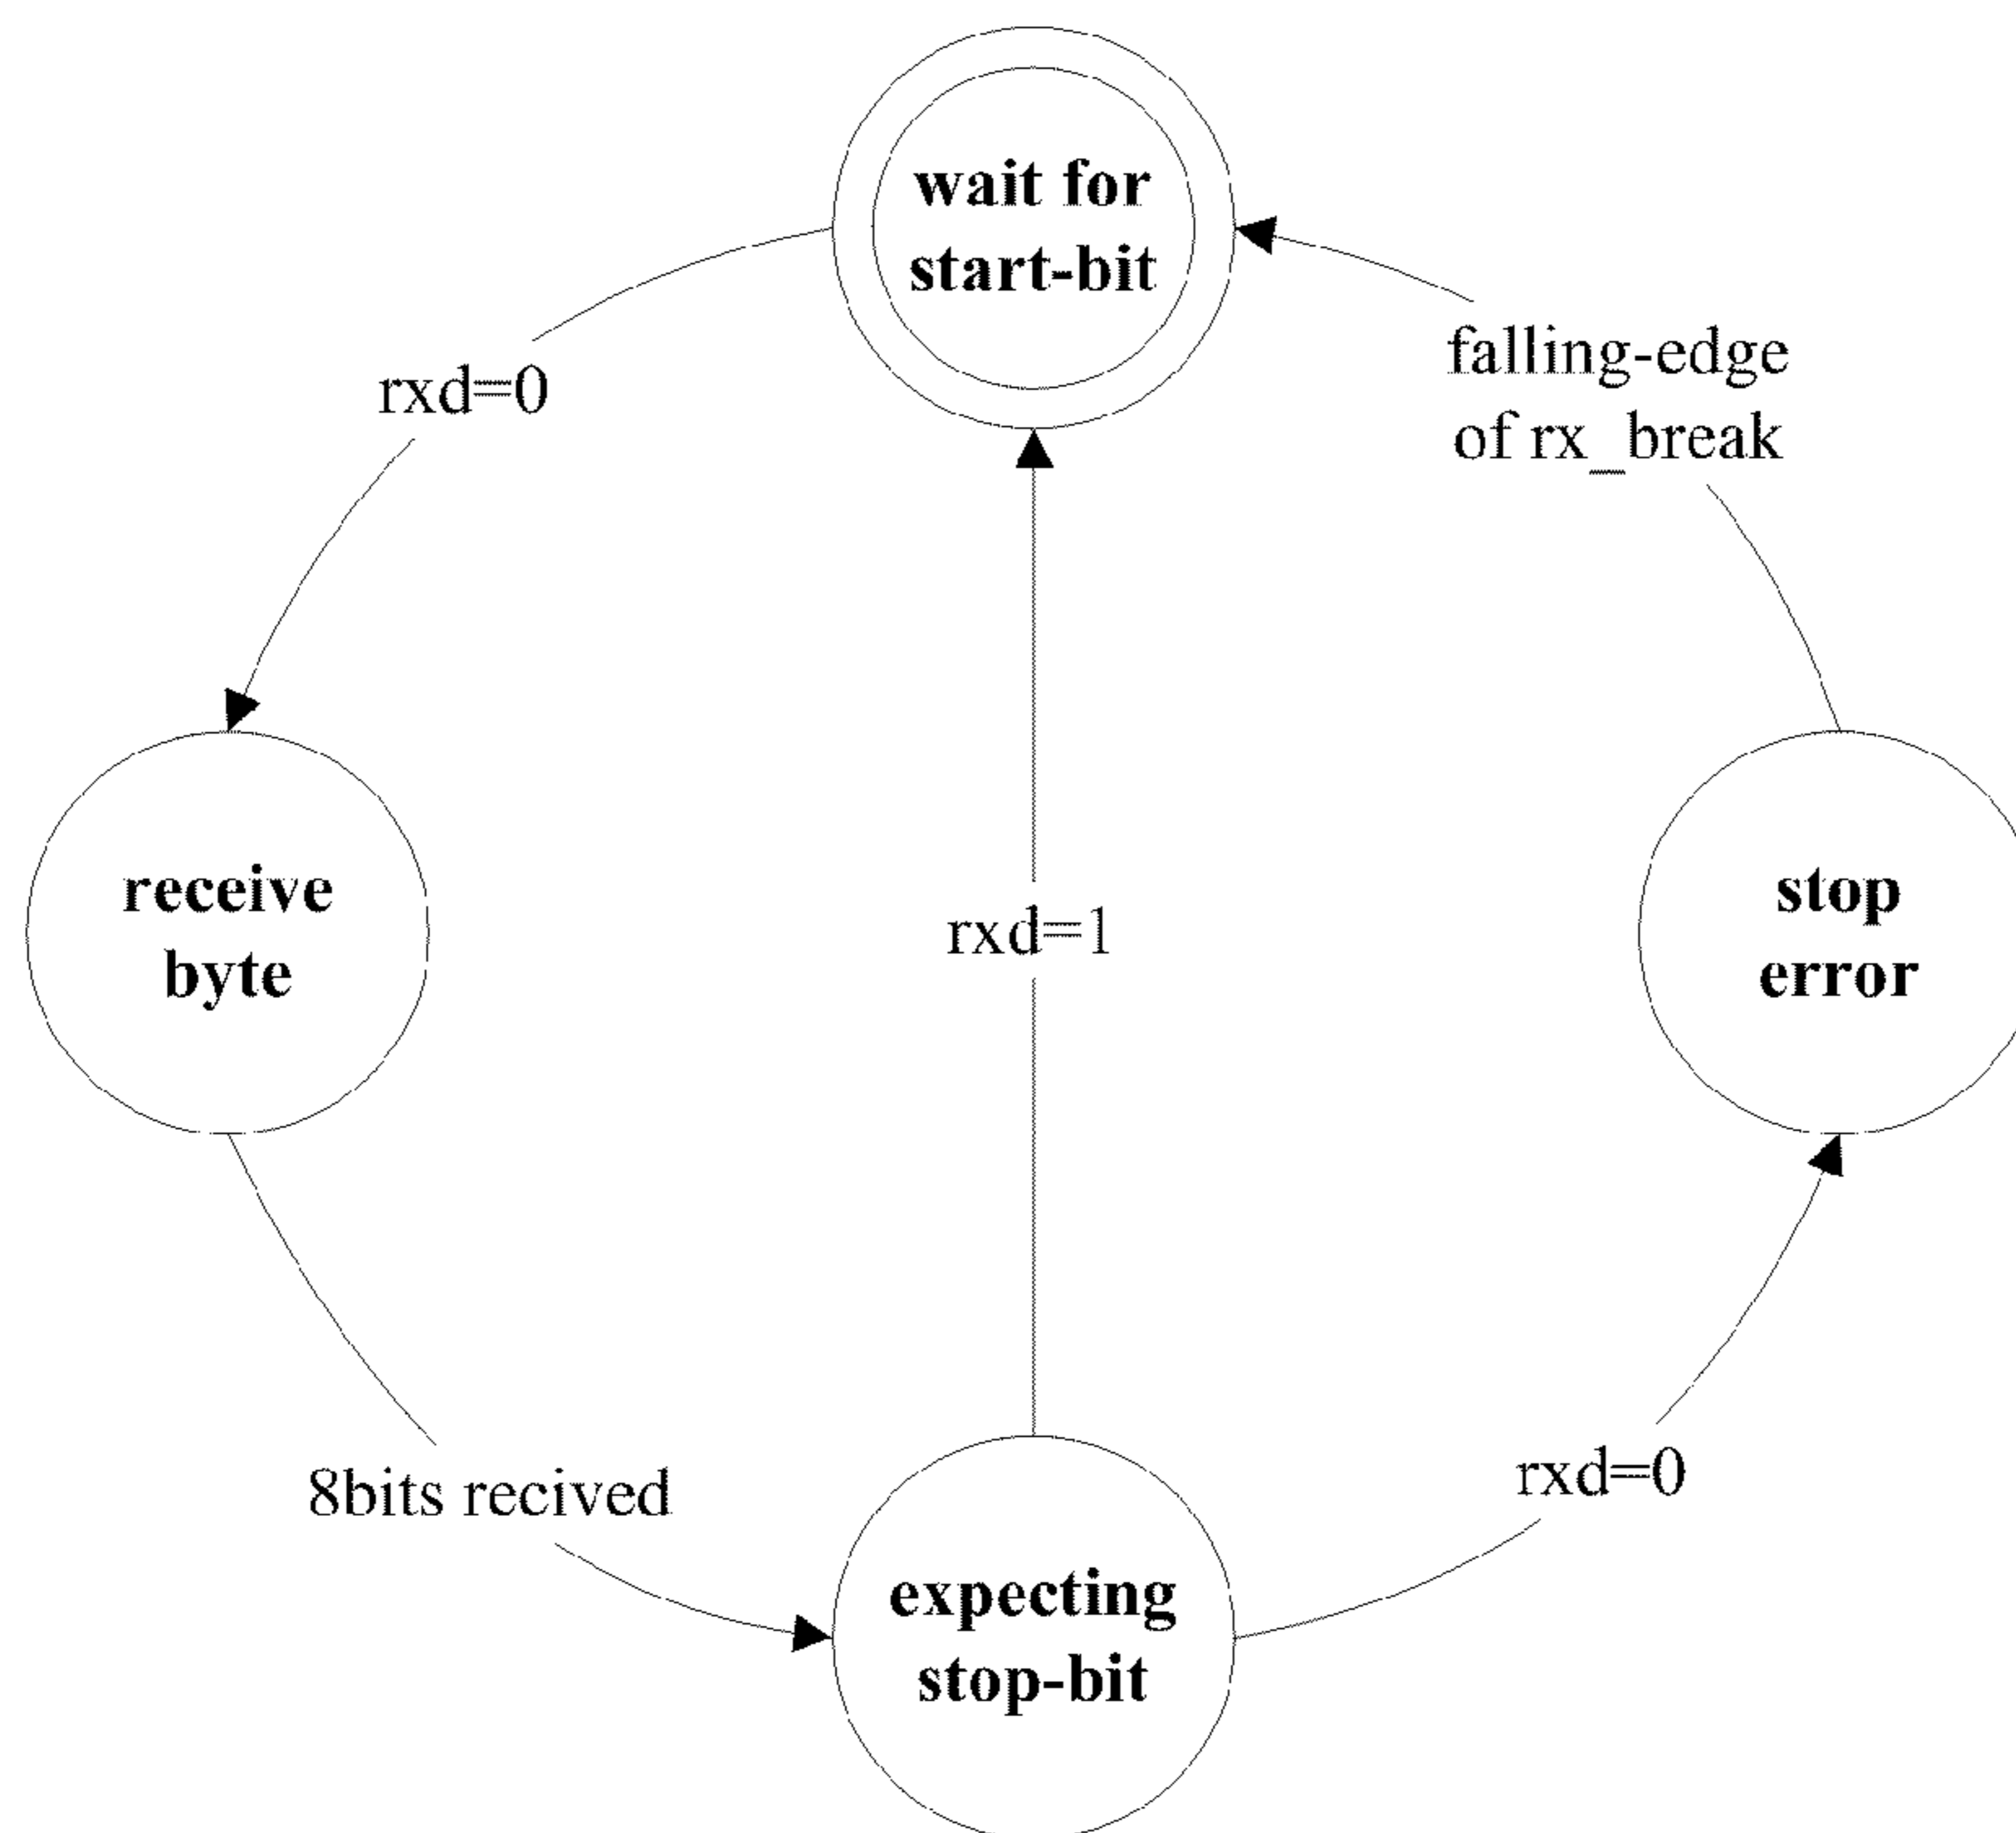 wait for
start-bit
falling-edge
of rx_break
rxd=0
receive
byte
rxd=1
stop
error
8bits recived
rxd=0
expecting
stop-bit